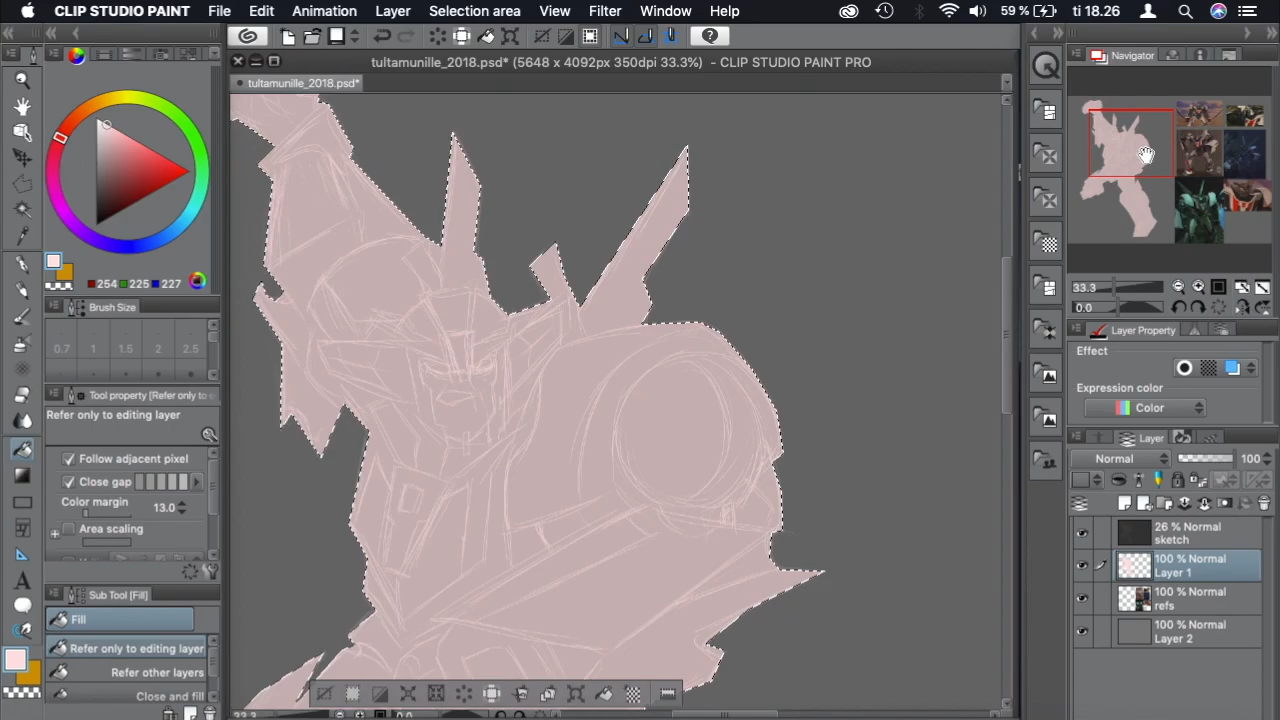 CLIP STUDIO PAINT File Edit Animation Layer Selection area View Filter Window Help 59 % ti 18.26
tultamunille_2018.psd* (5648 x 4092px 350dpi 33.3%) - CLIP STUDIO PAINT PRO
tultamunille_2018.psd*
Navigator
254 225 227
33.3
0.0
Brush Size
0.7 1 1.5 2 2.5
Layer Property
Effect
Expression color
Color
Tool property [Refer only to e
Refer only to editing layer
Follow adjacent pixel
Close gap
Color margin
13.0
Area scaling
Layer
Normal 100
26 % Normal
sketch
100 % Normal
Layer 1
100 % Normal
refs
100 % Normal
Layer 2
Sub Tool [Fill]
Fill
Refer only to editing layer
Refer other layers
Close and fill
33.3 0.0